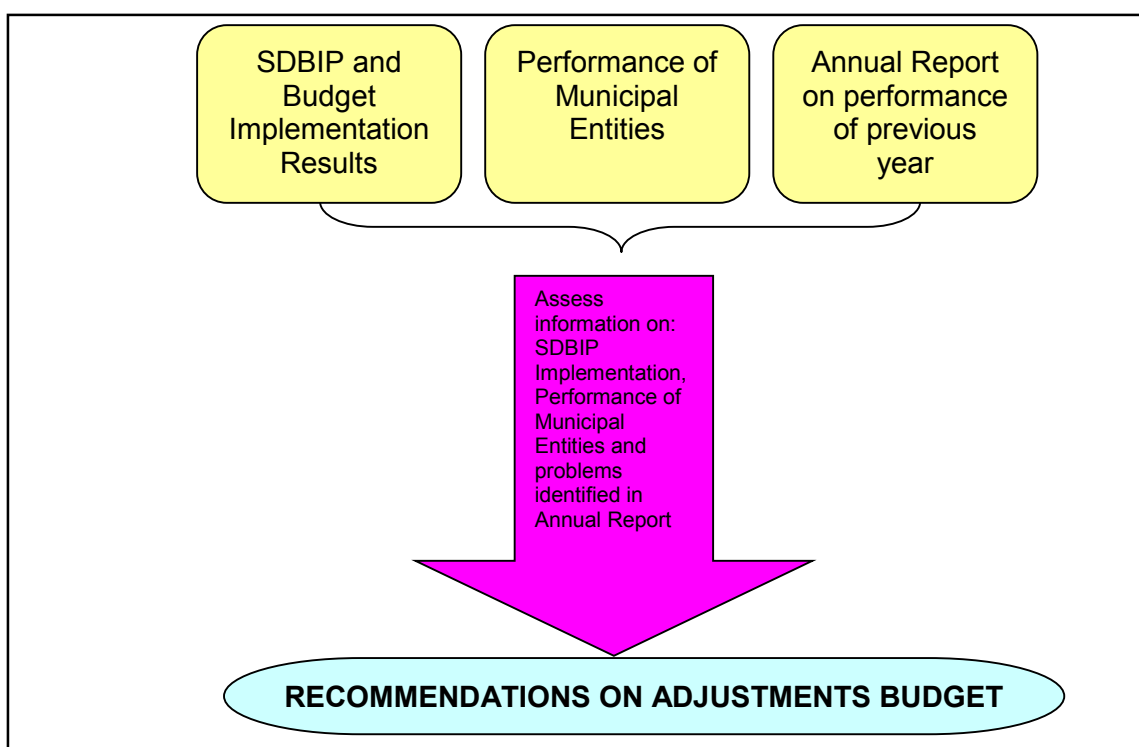 SDBIP and
Budget
Implementation
Results
Performance of
Municipal
Entities
Annual Report
on performance
of previous
year
Assess
information on:
SDBIP
Implementation,
Performance of
Municipal
Entities and
problems
identified in
Annual Report
RECOMMENDATIONS ON ADJUSTMENTS BUDGET